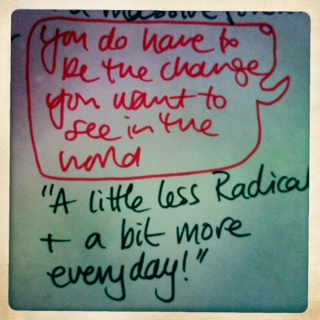 a massive
you do have to
be the change
you want to
see in the
world
"A little less Radical
+ a bit more
everyday!"